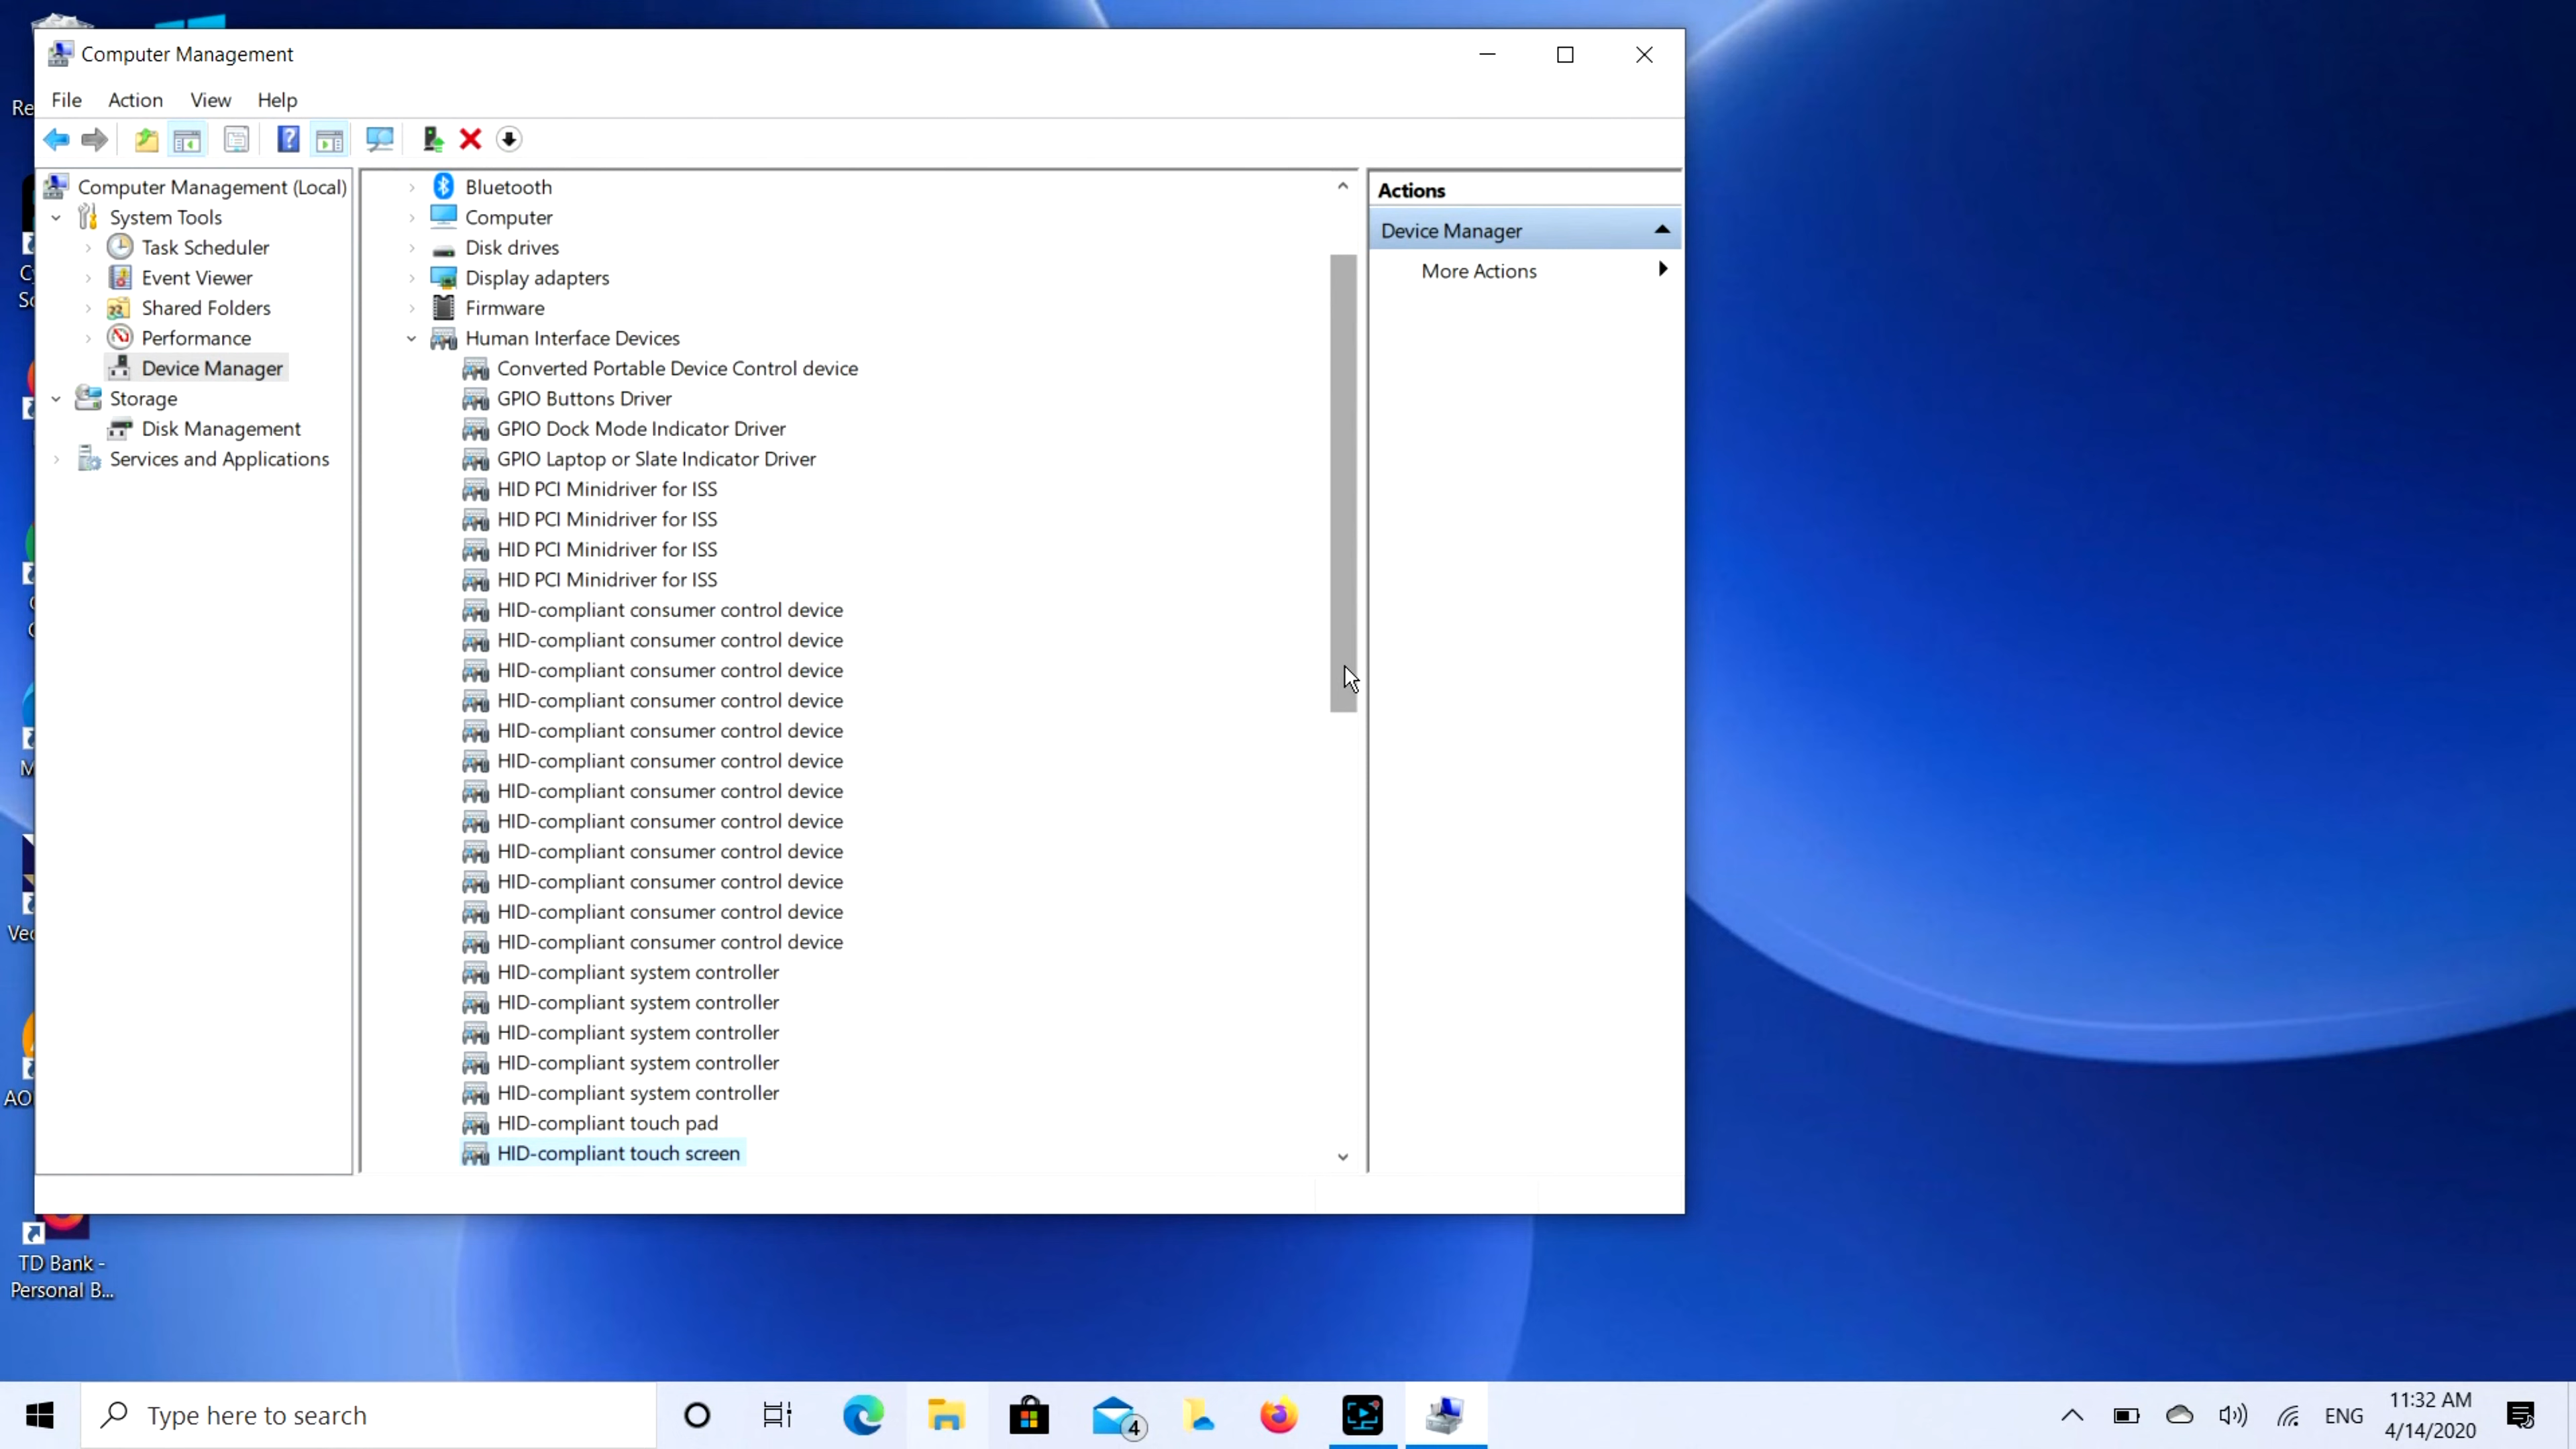 Computer Management
File Action View Help
Computer Management (Local)
System Tools
Task Scheduler
Event Viewer
Shared Folders
Performance
Device Manager
Storage
Disk Management
Services and Applications
Bluetooth
Computer
Disk drives
Display adapters
Firmware
Human Interface Devices
Converted Portable Device Control device
GPIO Buttons Driver
GPIO Dock Mode Indicator Driver
GPIO Laptop or Slate Indicator Driver
HID PCI Minidriver for ISS
HID PCI Minidriver for ISS
HID PCI Minidriver for ISS
HID PCI Minidriver for ISS
HID-compliant consumer control device
HID-compliant consumer control device
HID-compliant consumer control device
HID-compliant consumer control device
HID-compliant consumer control device
HID-compliant consumer control device
HID-compliant consumer control device
HID-compliant consumer control device
HID-compliant consumer control device
HID-compliant consumer control device
HID-compliant consumer control device
HID-compliant consumer control device
HID-compliant system controller
HID-compliant system controller
HID-compliant system controller
HID-compliant system controller
HID-compliant system controller
HID-compliant touch pad
HID-compliant touch screen
Actions
Device Manager
More Actions
Re
Vec
AO
TD Bank -
Personal B...
Type here to search
4
ENG
11:32 AM
4/14/2020